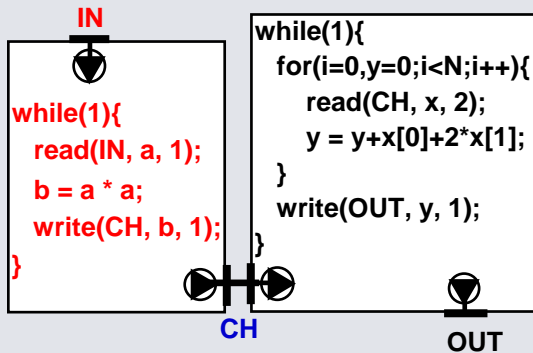 IN
while(1){
read(IN, a, 1);
b = a * a;
write(CH, b, 1);
}
while(1){
for(i=0,y=0;i<N;i++){
read(CH, x, 2);
y = y+x[0]+2*x[1];
}
write(OUT, y, 1);
}
CH
OUT